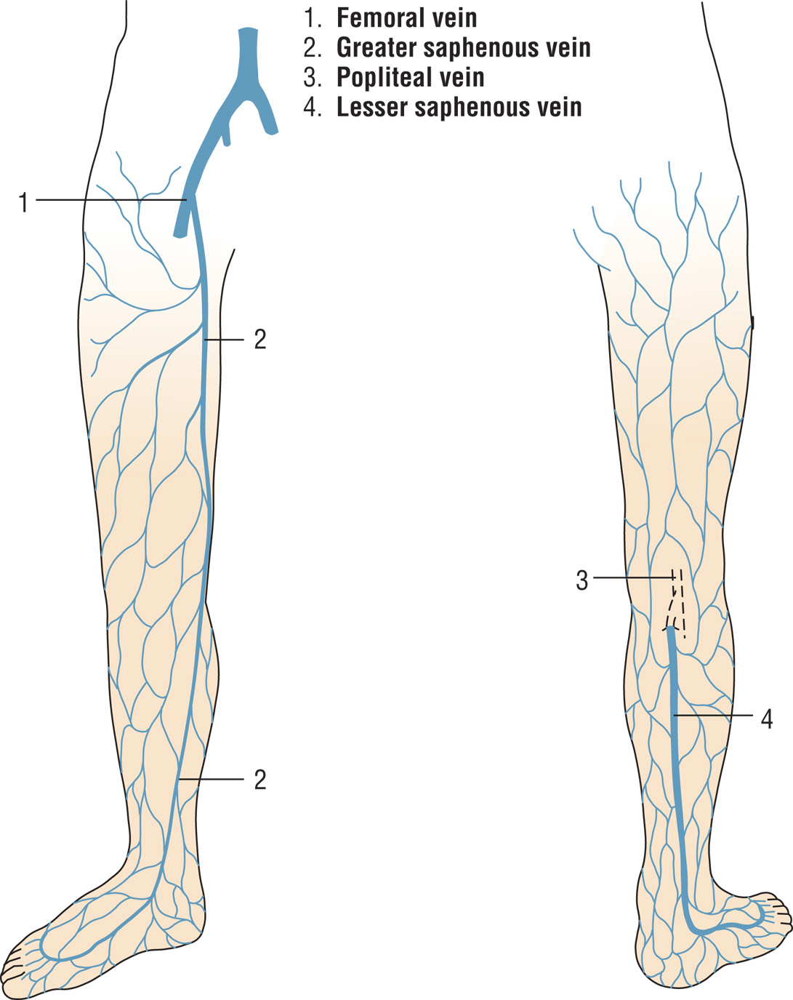 1. Femoral vein
2. Greater saphenous vein
3. Popliteal vein
4. Lesser saphenous vein
1
2
3
4
2